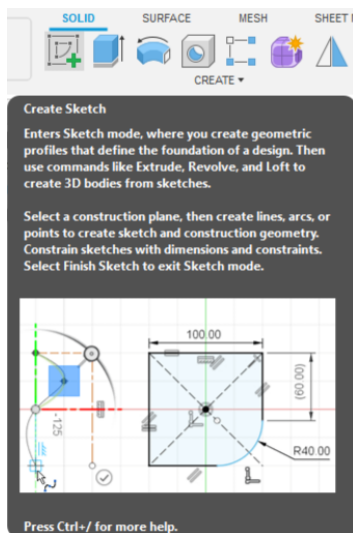 SOLID SURFACE MESH SHEET
CREATE ▾
Create Sketch
Enters Sketch mode, where you create geometric
profiles that define the foundation of a design. Then
use commands like Extrude, Revolve, and Loft to
create 3D bodies from sketches.
Select a construction plane, then create lines, arcs, or
points to create sketch and construction geometry.
Constrain sketches with dimensions and constraints.
Select Finish Sketch to exit Sketch mode.
100.00
(60.00)
-125
R40.00
Press Ctrl+/ for more help.